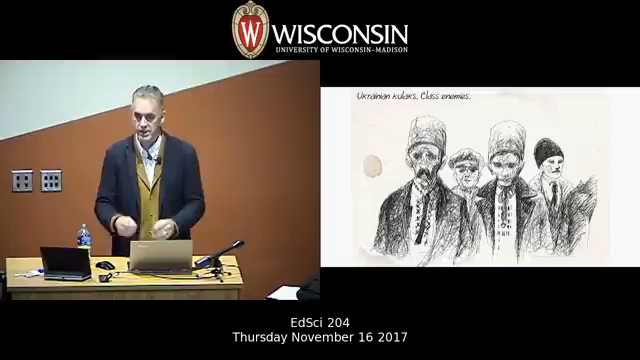 WISCONSIN
UNIVERSITY OF WISCONSIN–MADISON
Ukrainian kulaks. Class enemies.
EdSci 204
Thursday November 16 2017